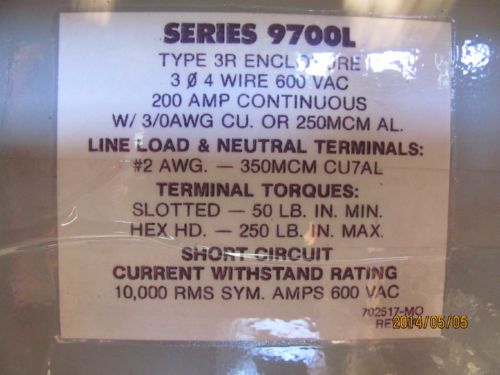 SERIES 9700L
TYPE 3R ENCLOSURE
3 Ø 4 WIRE 600 VAC
200 AMP CONTINUOUS
W/ 3/0AWG CU. OR 250MCM AL.
LINE LOAD & NEUTRAL TERMINALS:
#2 AWG. — 350MCM CU7AL
TERMINAL TORQUES:
SLOTTED — 50 LB. IN. MIN.
HEX HD. — 250 LB. IN. MAX.
SHORT CIRCUIT
CURRENT WITHSTAND RATING
10,000 RMS SYM. AMPS 600 VAC
702517-MO
2014/05/05